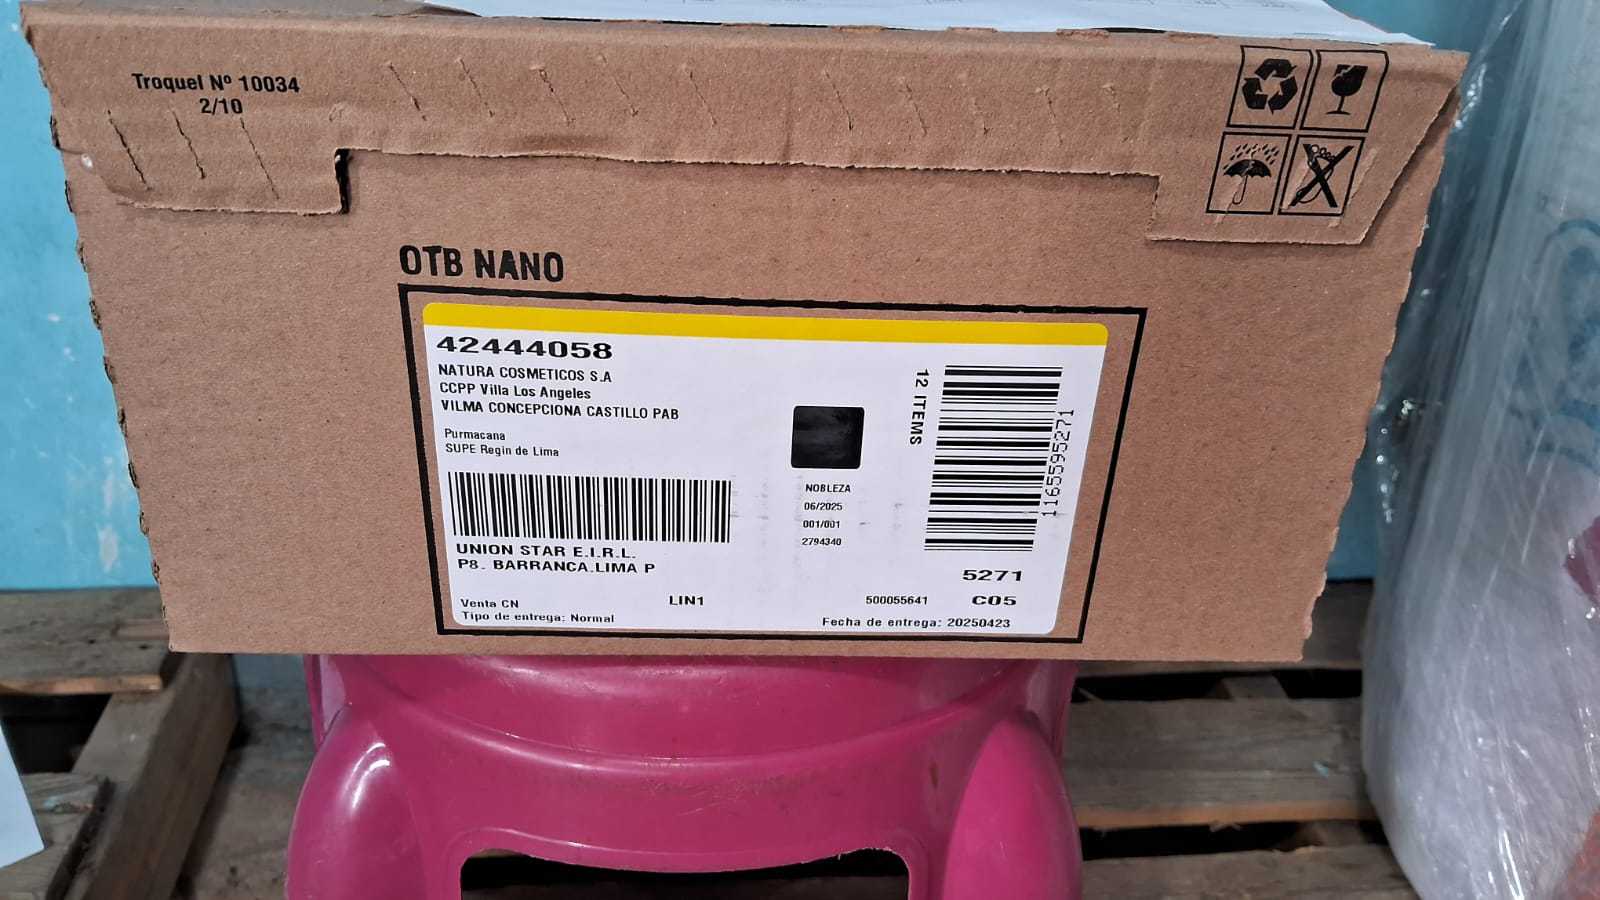 Troquel Nº 10034
2/10
OTB NANO
42444058
NATURA COSMETICOS S.A
CCPP Villa Los Angeles
VILMA CONCEPCIONA CASTILLO PAB
Purmacana
SUPE Regin de Lima
UNION STAR E.I.R.L.
P8. BARRANCA.LIMA P
Venta CN
LIN1
Tipo de entrega: Normal
NOBLEZA
06/2025
001/001
2794340
12 ITEMS
1165595271
5271
500055641
C05
Fecha de entrega: 20250423